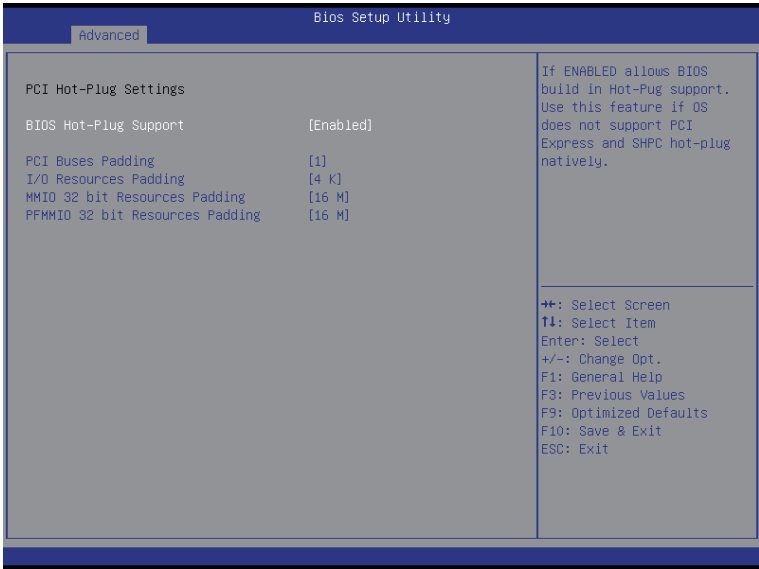 Bios Setup Utility
Advanced
PCI Hot-Plug Settings
BIOS Hot-Plug Support [Enabled]
PCI Buses Padding [1]
I/O Resources Padding [4 K]
MMIO 32 bit Resources Padding [16 M]
PFMMIO 32 bit Resources Padding [16 M]
If ENABLED allows BIOS
build in Hot-Pug support.
Use this feature if OS
does not support PCI
Express and SHPC hot-plug
natively.
→←: Select Screen
↑↓: Select Item
Enter: Select
+/-: Change Opt.
F1: General Help
F3: Previous Values
F9: Optimized Defaults
F10: Save & Exit
ESC: Exit